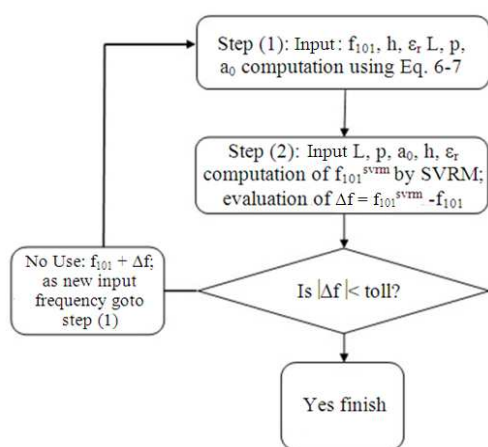 Step (1): Input : f₁₀₁, h, εᵣ L, p,
a₀ computation using Eq. 6-7
Step (2): Input L, p, a₀, h, εᵣ
computation of f₁₀₁ˢᵛʳᵐ by SVRM;
evaluation of Δf = f₁₀₁ˢᵛʳᵐ -f₁₀₁
No Use: f₁₀₁ + Δf;
as new input
frequency goto
step (1)
Is |Δf |< toll?
Yes finish